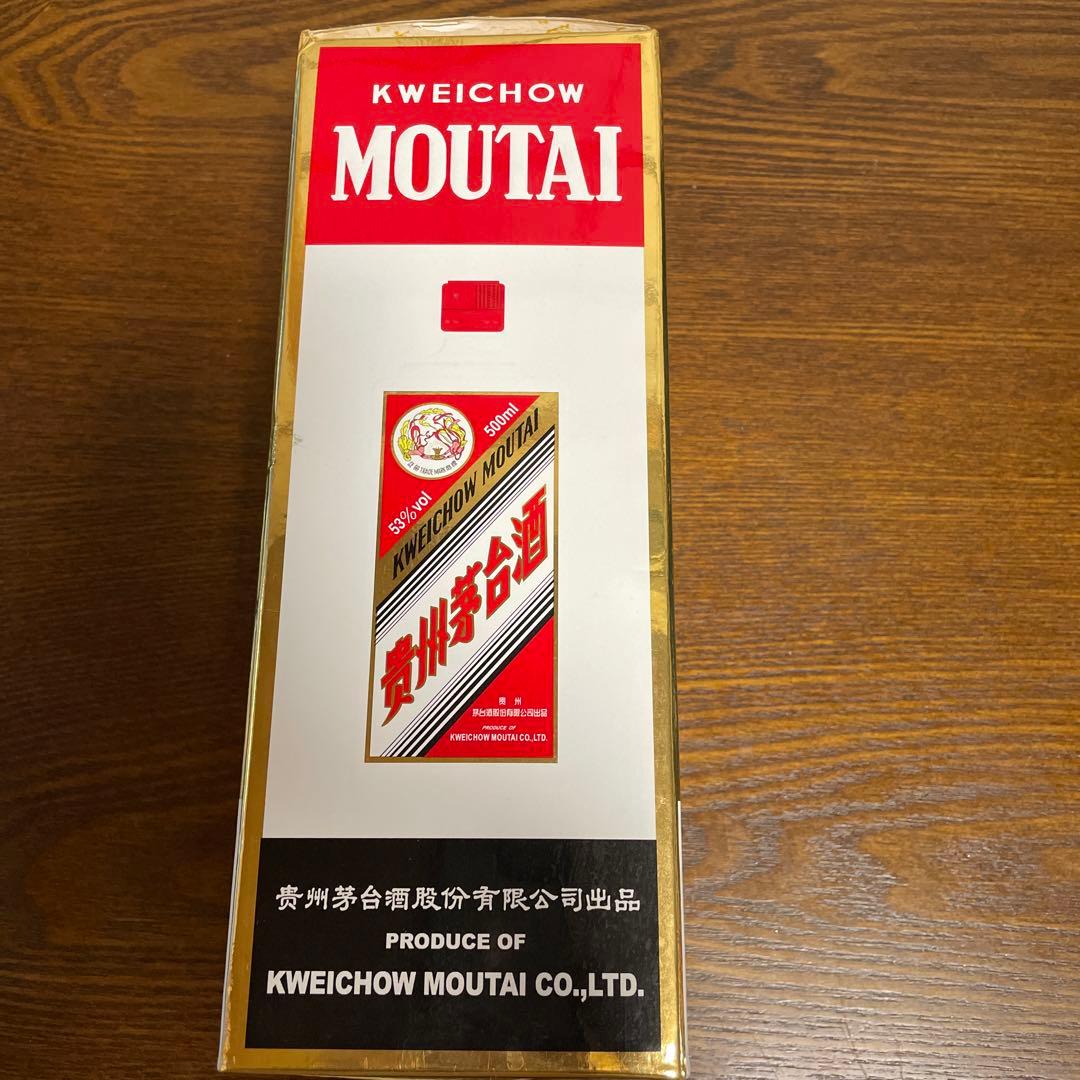 KWEICHOW
MOUTAI
500ml
53%vol
KWEICHOW MOUTAI
贵州茅台酒
贵 州
茅台酒股份有限公司出品
PRODUCE OF
KWEICHOW MOUTAI CO.,LTD.
贵州茅台酒股份有限公司出品
PRODUCE OF
KWEICHOW MOUTAI CO.,LTD.